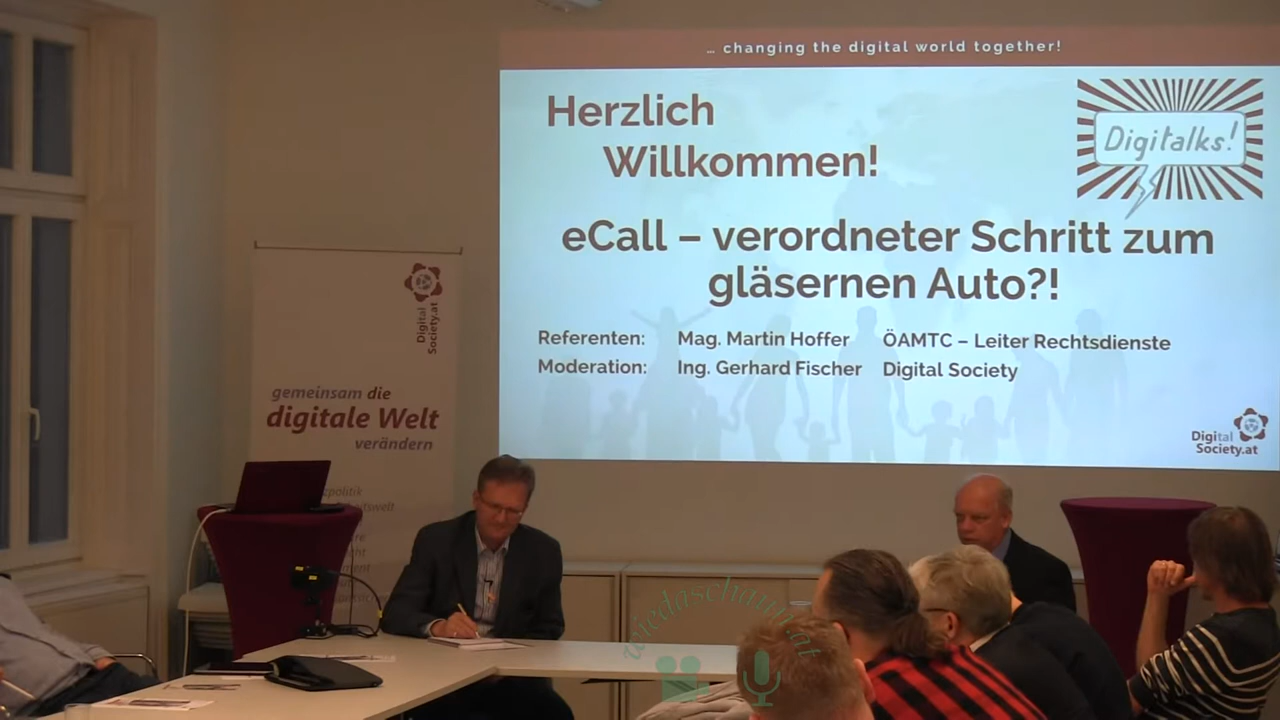 … changing the digital world together!
Herzlich
Willkommen!
Digitalks!
eCall – verordneter Schritt zum
gläsernen Auto?!
Referenten: Mag. Martin Hoffer ÖAMTC – Leiter Rechtsdienste
Moderation: Ing. Gerhard Fischer Digital Society
Digital
Society.at
Digital
Society.at
gemeinsam die
digitale Welt
verändern
wiedaschauh.at